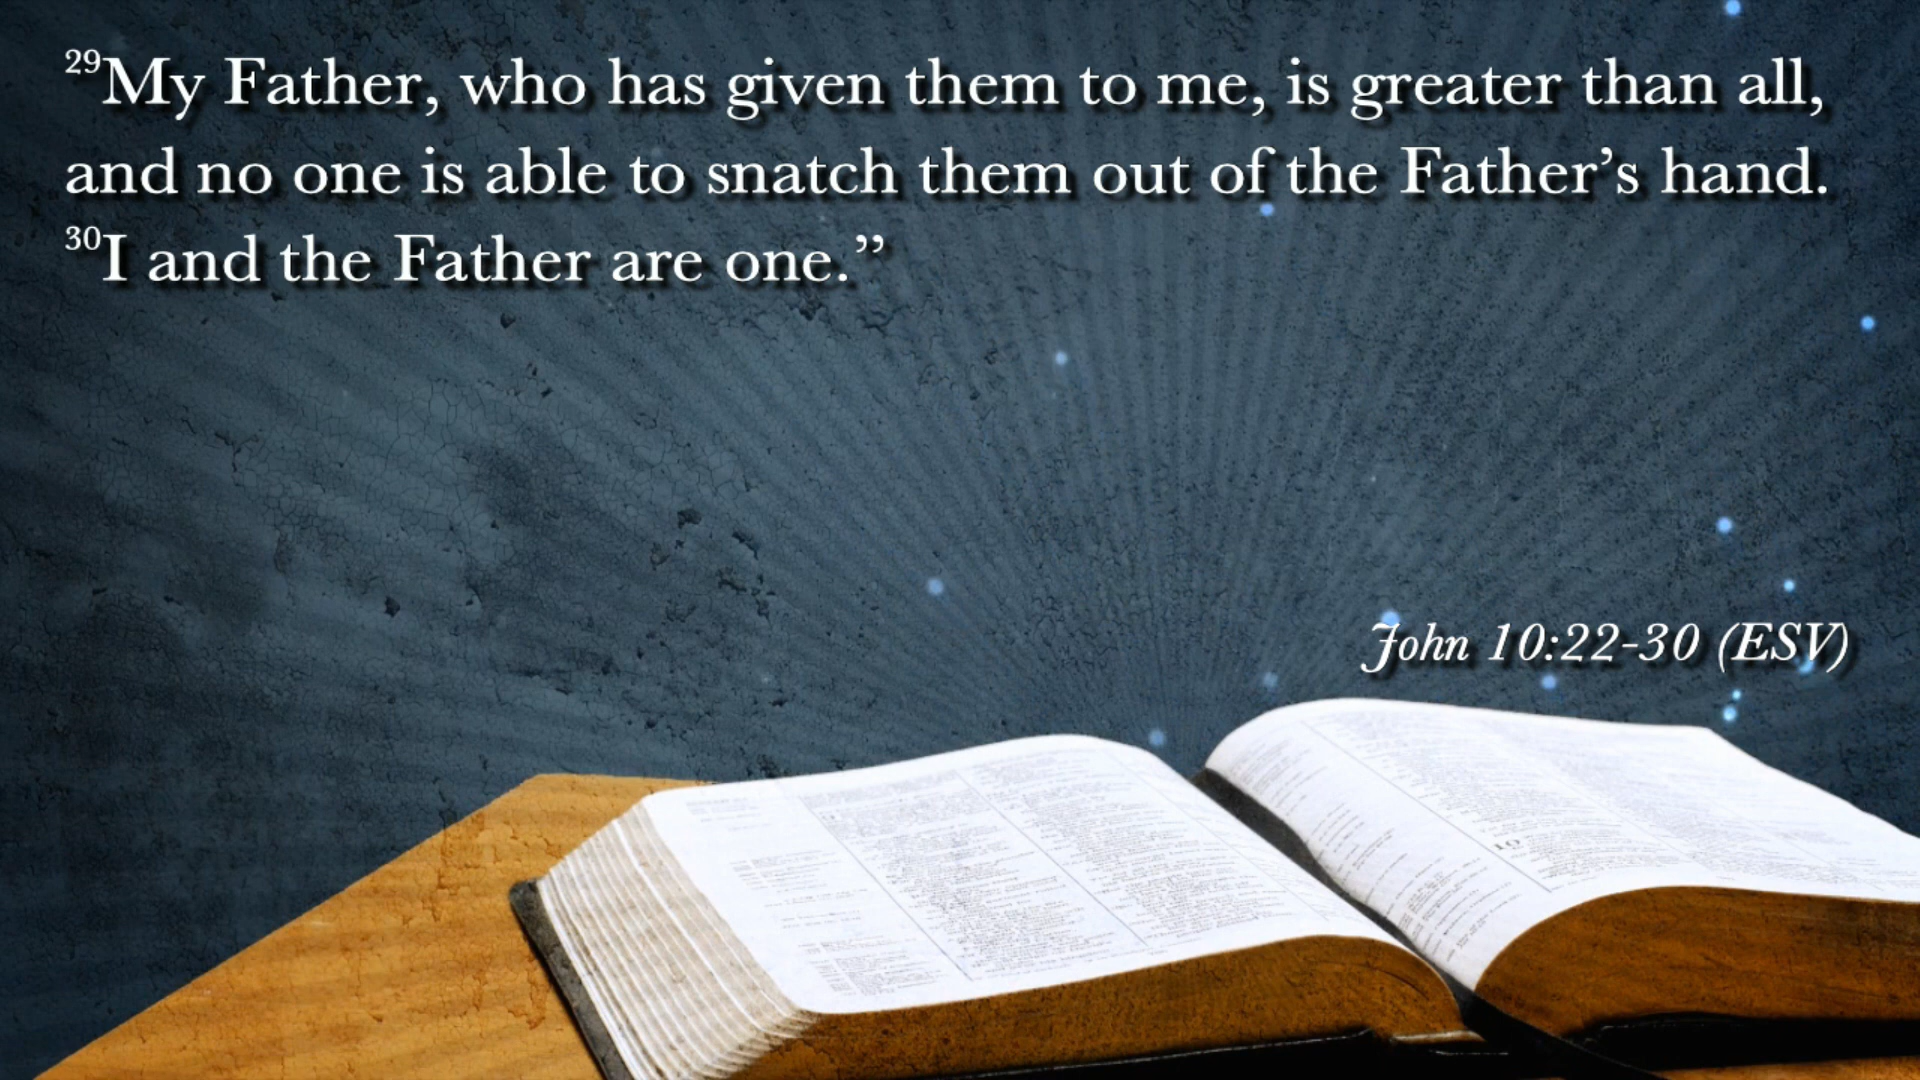 29My Father, who has given them to me, is greater than all,
and no one is able to snatch them out of the Father’s hand.
30I and the Father are one.”
John 10:22-30 (ESV)
10